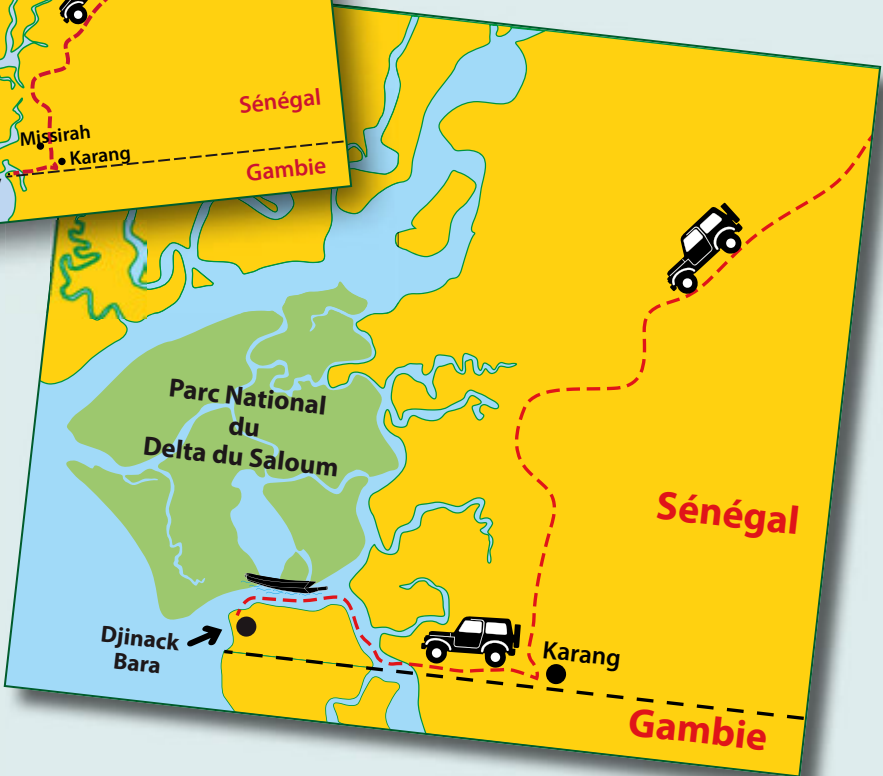 Sénégal
Missirah
Karang
Gambie
Parc National
du
Delta du Saloum
Sénégal
Djinack
Bara
Karang
Gambie